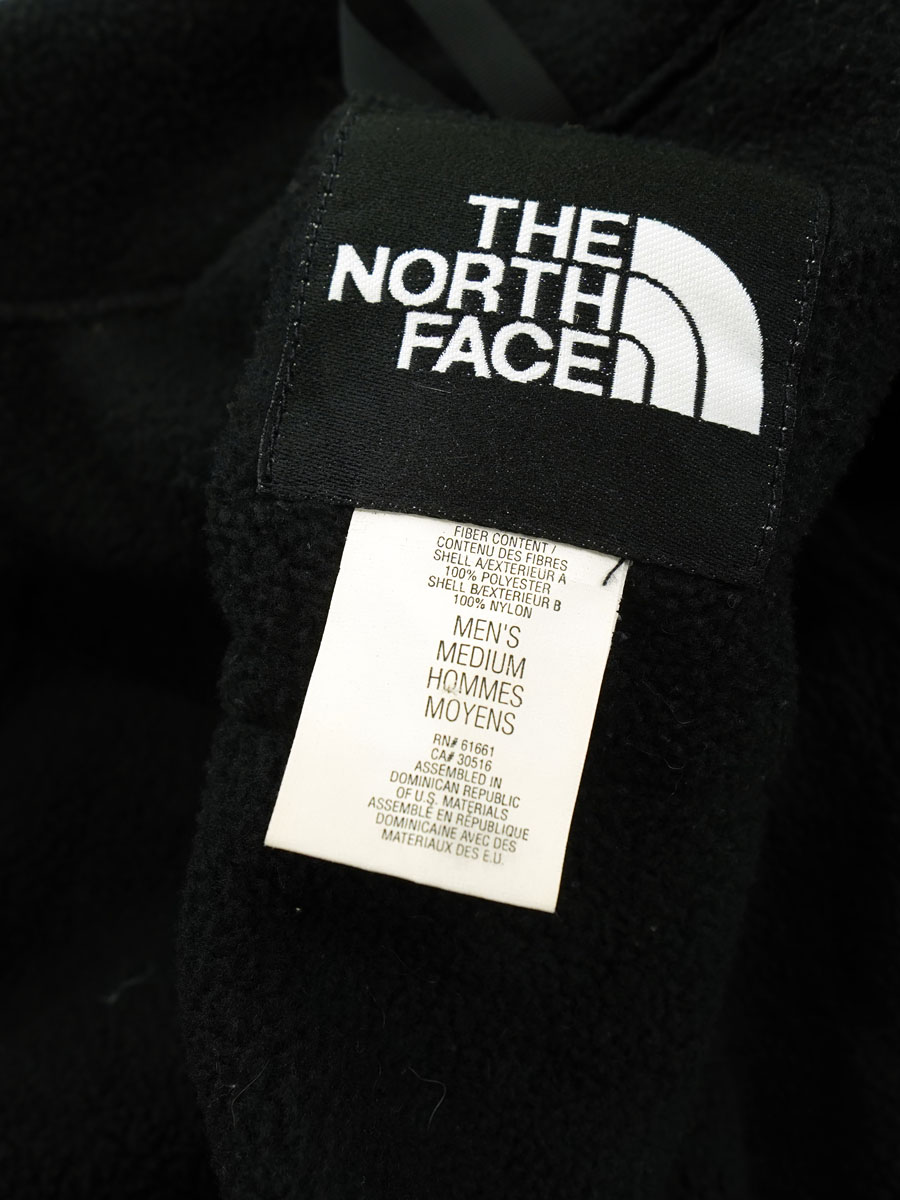 THE
NORTH
FACE
FIBER CONTENT /
CONTENU DES FIBRES
SHELL A/EXTERIEUR A
100% POLYESTER
SHELL B/EXTERIEUR B
100% NYLON
MEN'S
MEDIUM
HOMMES
MOYENS
RN# 61661
CA# 30516
ASSEMBLED IN
DOMINICAN REPUBLIC
OF U.S. MATERIALS
ASSEMBLÉ EN RÉPUBLIQUE
DOMINICAINE AVEC DES
MATERIAUX DES E.U.